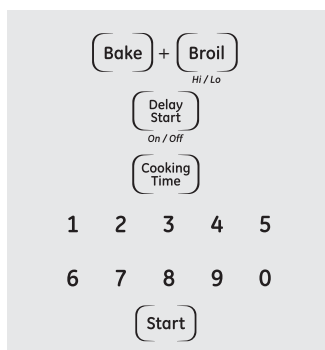 Bake + Broil
Hi / Lo
Delay
Start
On / Off
Cooking
Time
1 2 3 4 5
6 7 8 9 0
Start